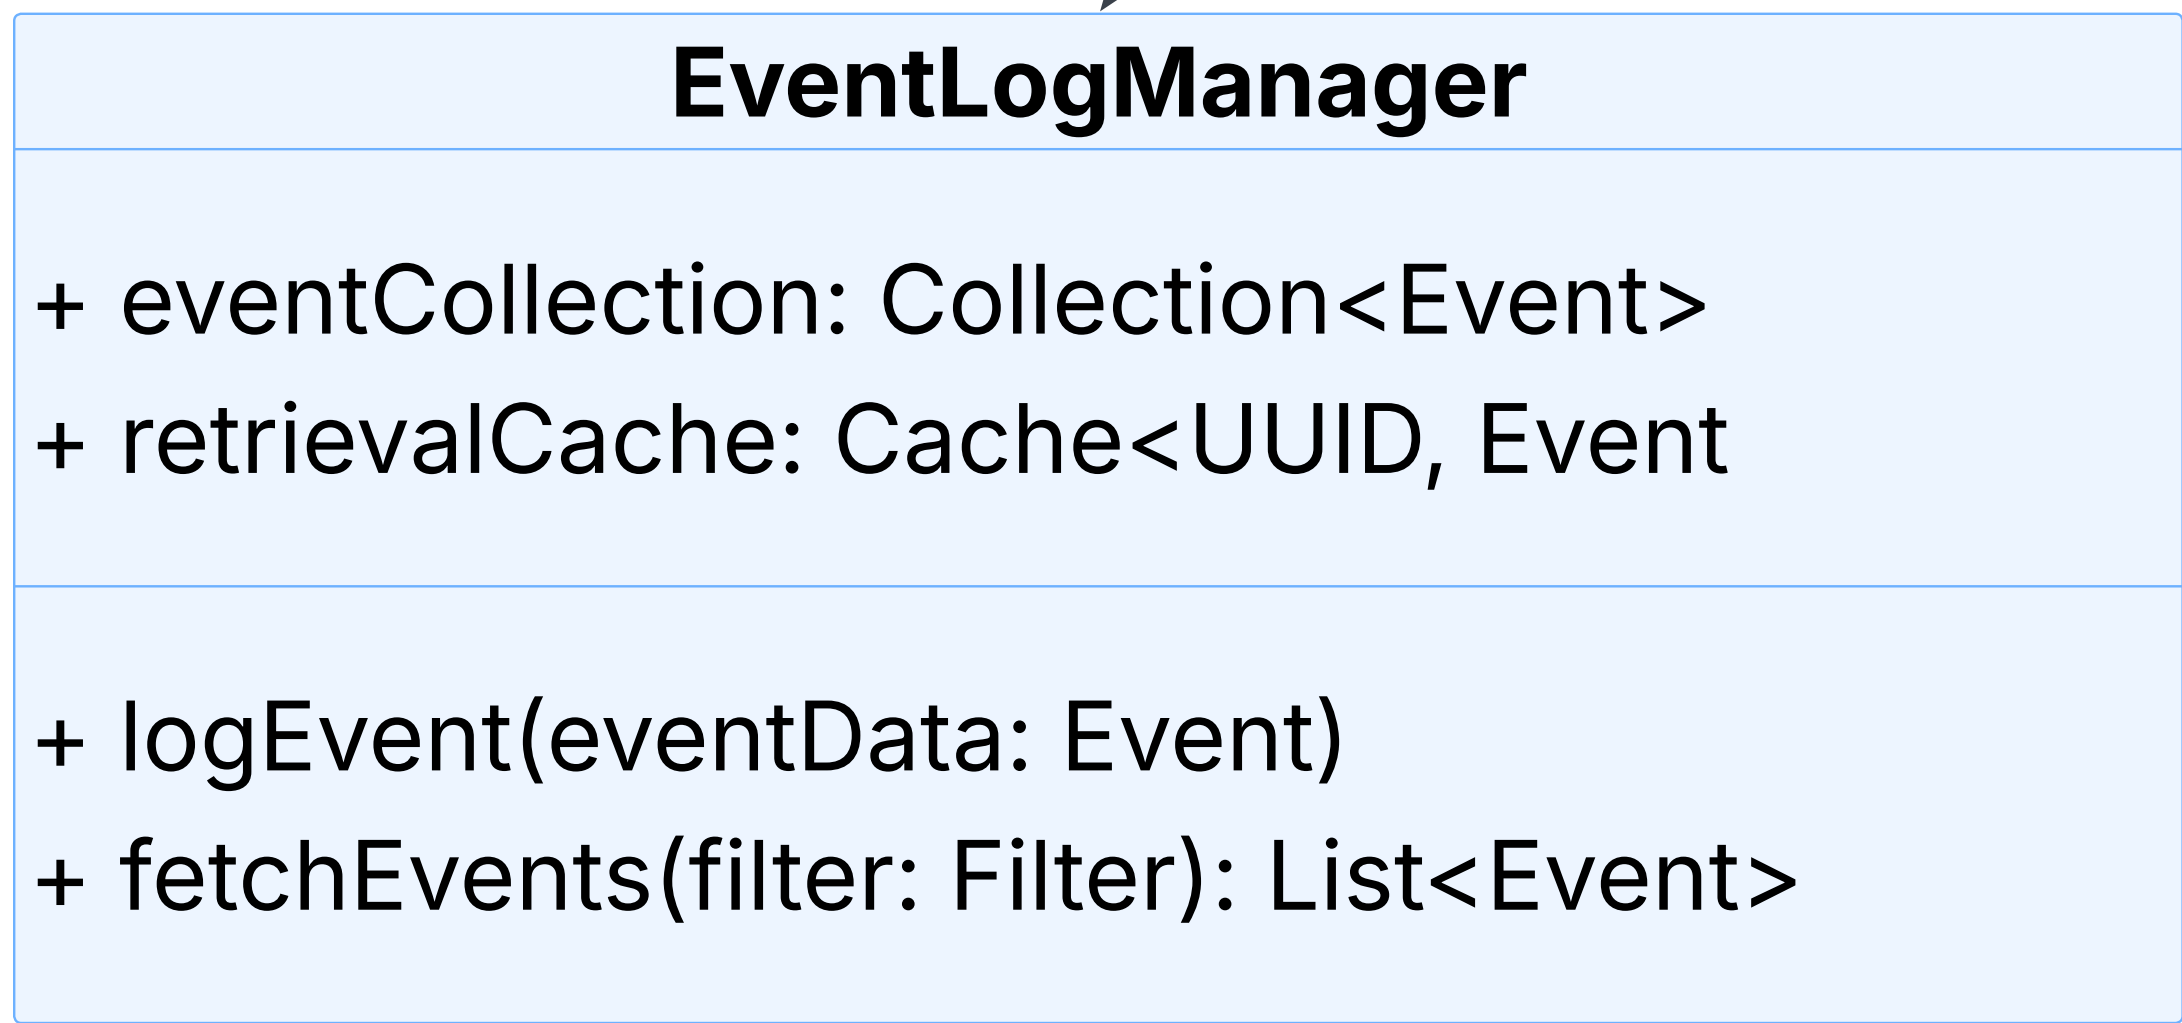 EventLogManager
+ eventCollection: Collection<Event>
+ retrievalCache: Cache<UUID, Event
+ logEvent(eventData: Event)
+ fetchEvents(filter: Filter): List<Event>